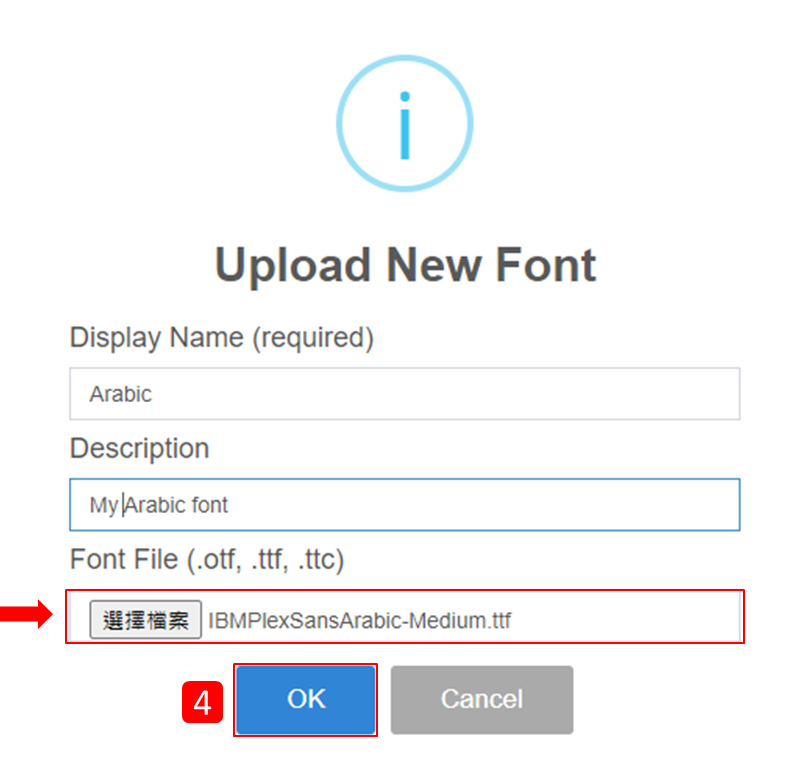 i
Upload New Font
Display Name (required)
Arabic
Description
My Arabic font
Font File (.otf, .ttf, .ttc)
選擇檔案 IBMPlexSansArabic-Medium.ttf
4 OK Cancel